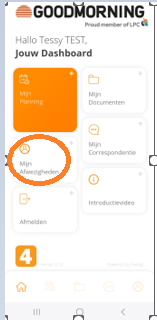 GOODMORNING
Proud member of LPC
Hallo Tessy TEST,
Jouw Dashboard
Mijn
Planning
Mijn
Documenten
Mijn
Afwezigheden
Mijn
Correspondentie
Afmelden
Introductievideo
4